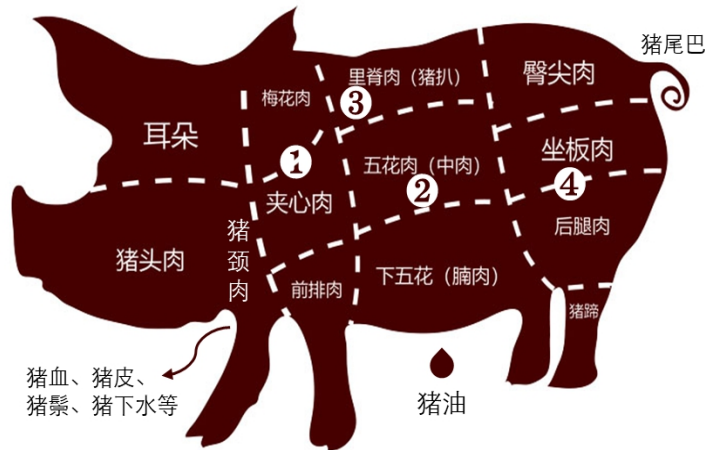 猪尾巴
里脊肉（猪扒）
臀尖肉
梅花肉
3
耳朵
1
五花肉（中肉）
坐板肉
2
4
夹心肉
猪颈肉
后腿肉
猪头肉
前排肉
下五花（腩肉）
猪蹄
猪血、猪皮、
猪鬃、猪下水等
猪油